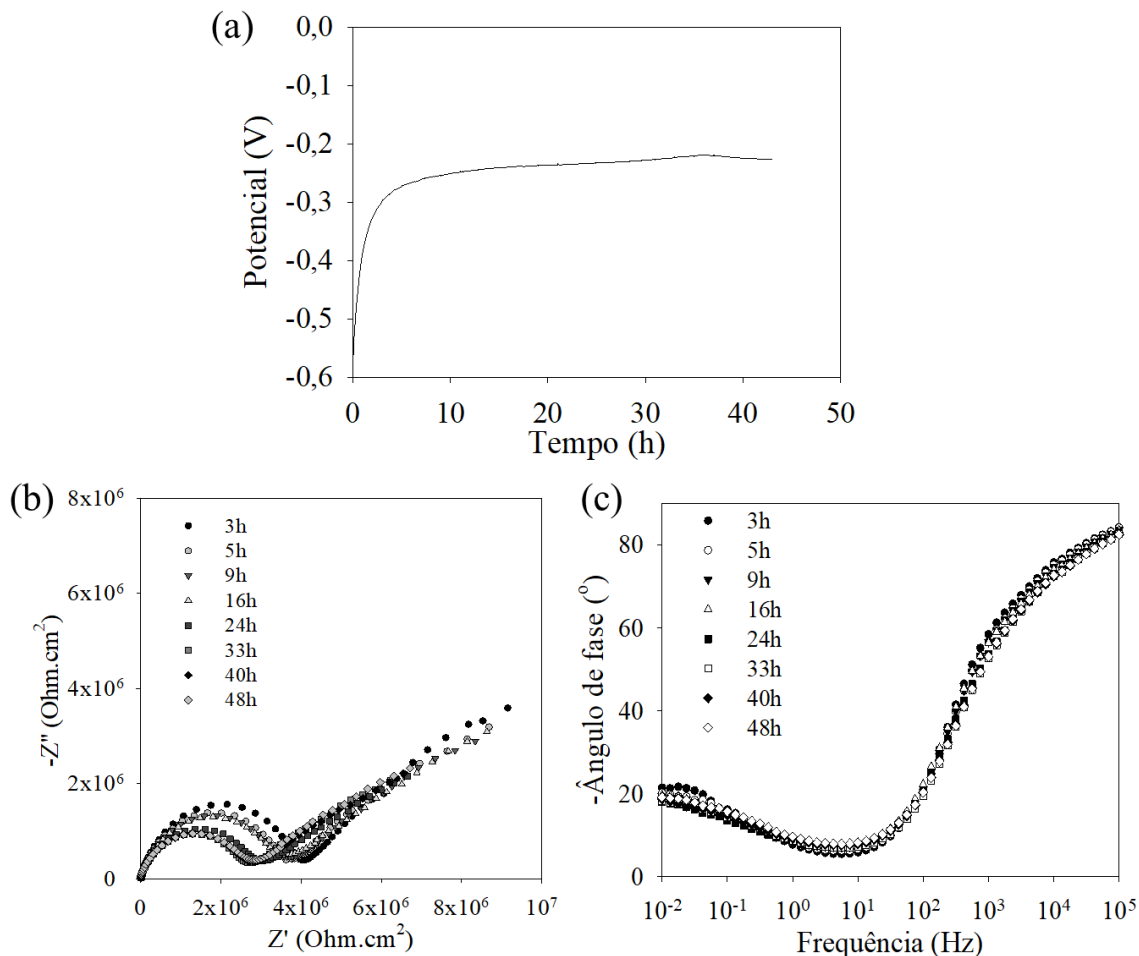 (a)
0,0
-0,1
-0,2
-0,3
-0,4
-0,5
-0,6
Potencial (V)
0 10 20 30 40 50
Tempo (h)
(b)
8x10⁶
6x10⁶
4x10⁶
2x10⁶
0
-Z'' (Ohm.cm²)
3h
5h
9h
16h
24h
33h
40h
48h
0 2x10⁶ 4x10⁶ 6x10⁶ 8x10⁶ 10⁷
Z' (Ohm.cm²)
(c)
80
60
40
20
0
-Ângulo de fase (°)
3h
5h
9h
16h
24h
33h
40h
48h
10⁻² 10⁻¹ 10⁰ 10¹ 10² 10³ 10⁴ 10⁵
Frequência (Hz)